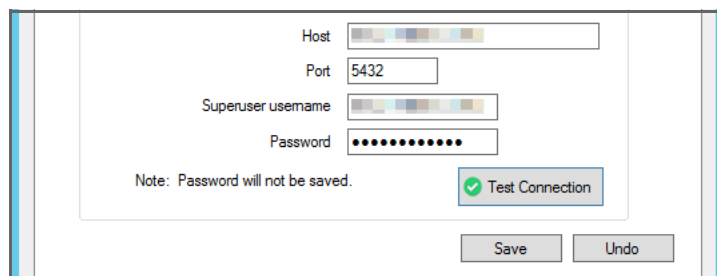 Host
Port 5432
Superuser username
Password ●●●●●●●●●●●●
Note: Password will not be saved. Test Connection
Save Undo